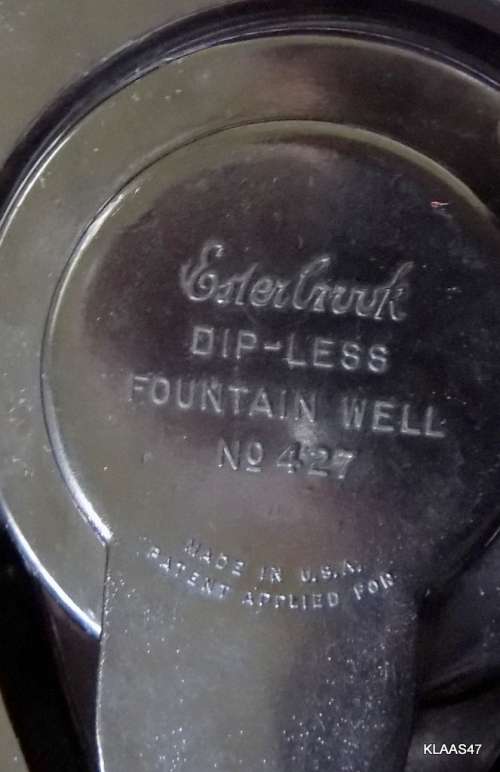 Esterbrook
DIP-LESS
FOUNTAIN WELL
Nº 427
MADE IN U.S.A.
PATENT APPLIED FOR
KLAAS47